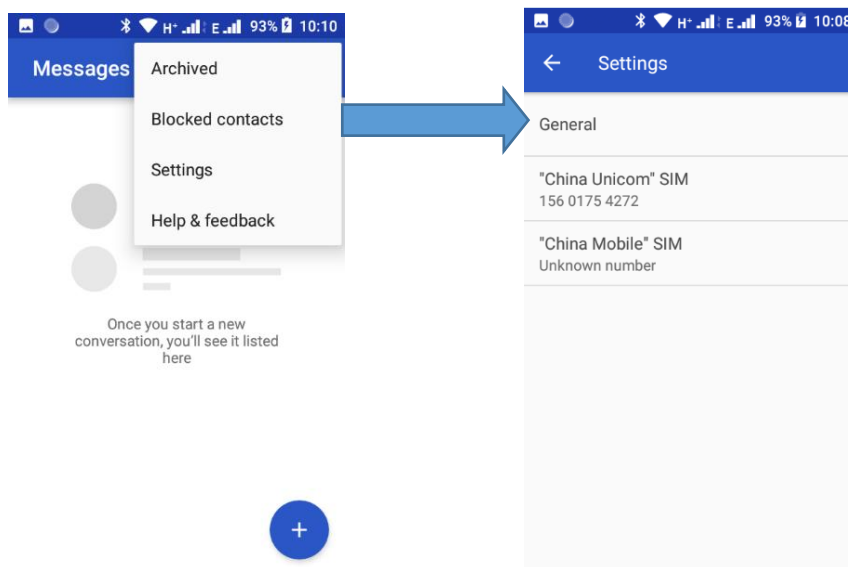 H+ E 93% 10:10
Messages
Archived
Blocked contacts
Settings
Help & feedback
Once you start a new
conversation, you'll see it listed
here
+
H+ E 93% 10:08
Settings
General
"China Unicom" SIM
156 0175 4272
"China Mobile" SIM
Unknown number